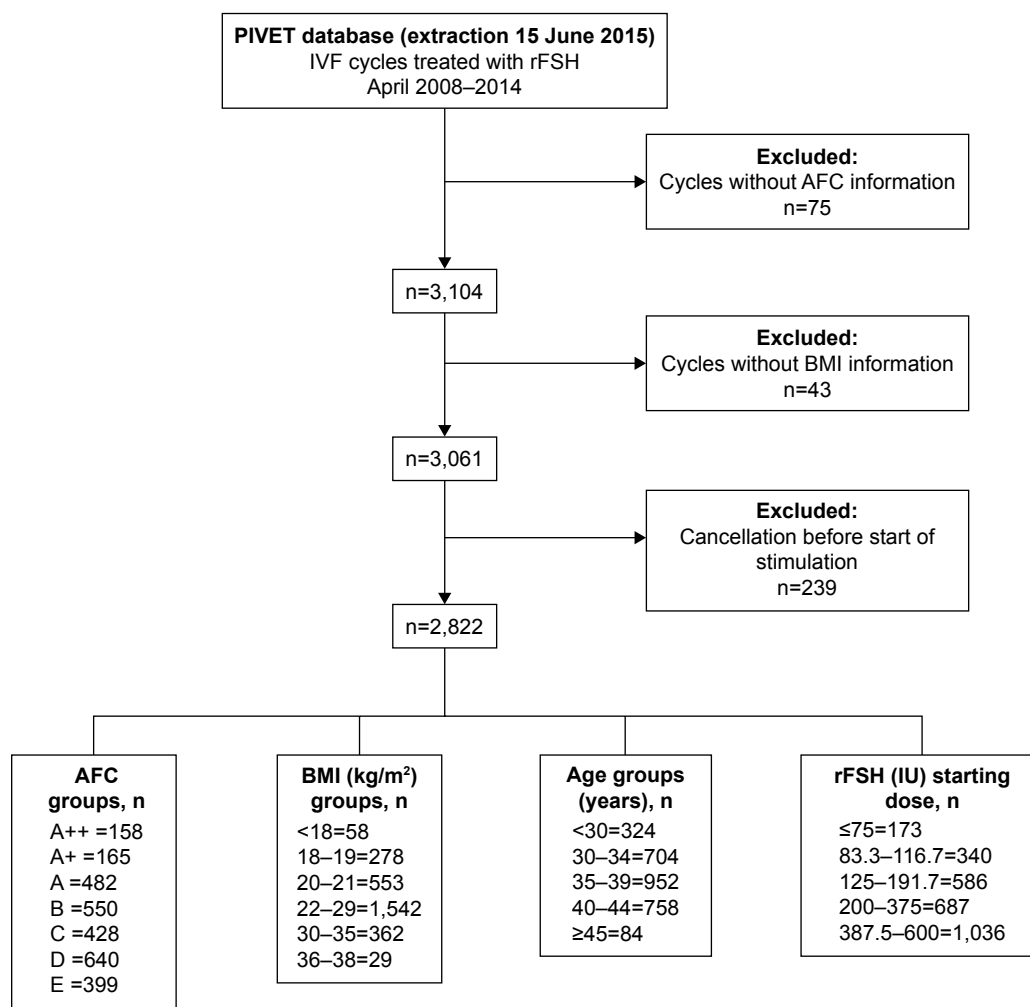 PIVET database (extraction 15 June 2015)
IVF cycles treated with rFSH
April 2008–2014
Excluded:
Cycles without AFC information
n=75
n=3,104
Excluded:
Cycles without BMI information
n=43
n=3,061
Excluded:
Cancellation before start of
stimulation
n=239
n=2,822
AFC
groups, n
A++ =158
A+ =165
A =482
B =550
C =428
D =640
E =399
BMI (kg/m²)
groups, n
<18=58
18–19=278
20–21=553
22–29=1,542
30–35=362
36–38=29
Age groups
(years), n
<30=324
30–34=704
35–39=952
40–44=758
≥45=84
rFSH (IU) starting
dose, n
≤75=173
83.3–116.7=340
125–191.7=586
200–375=687
387.5–600=1,036